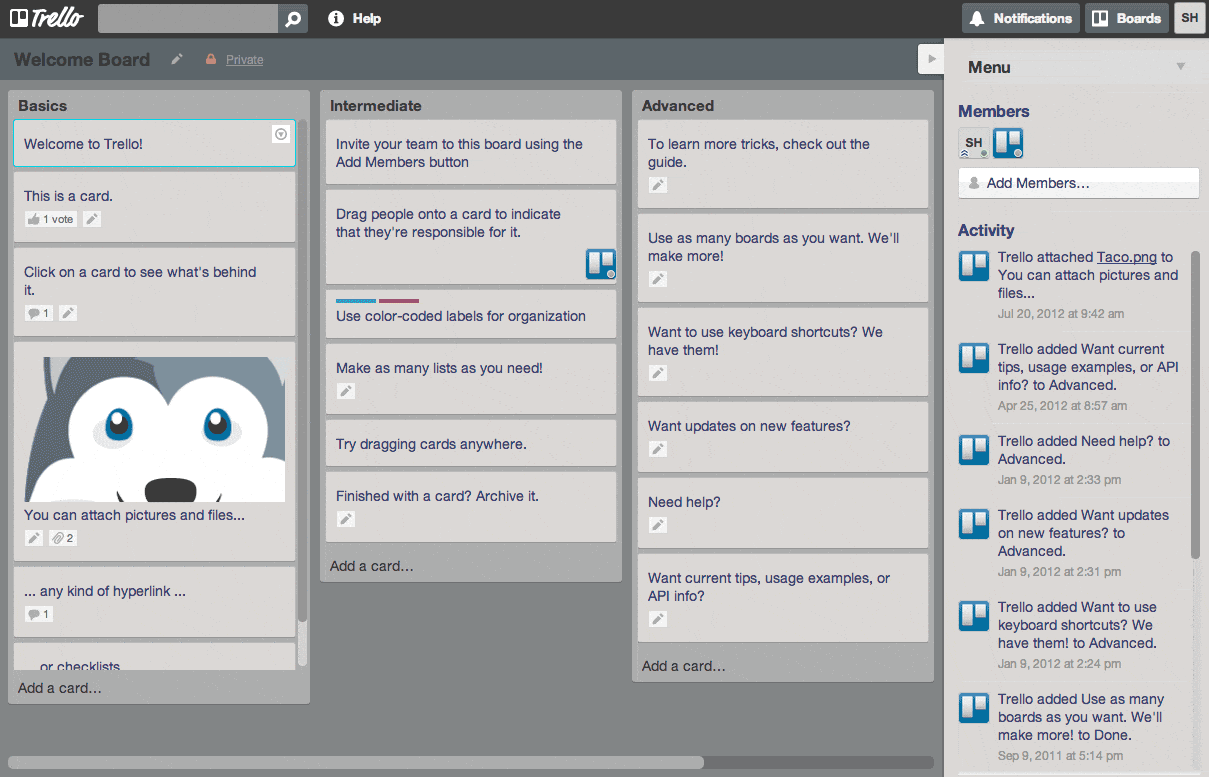 Trello
Help
Notifications
Boards
SH
Welcome Board
Private
Basics
Welcome to Trello!
This is a card.
1 vote
Click on a card to see what's behind
it.
1
You can attach pictures and files...
2
... any kind of hyperlink ...
1
... or checklists
Add a card…
Intermediate
Invite your team to this board using the
Add Members button
Drag people onto a card to indicate
that they're responsible for it.
Use color-coded labels for organization
Make as many lists as you need!
Try dragging cards anywhere.
Finished with a card? Archive it.
Add a card…
Advanced
To learn more tricks, check out the
guide.
Use as many boards as you want. We'll
make more!
Want to use keyboard shortcuts? We
have them!
Want updates on new features?
Need help?
Want current tips, usage examples, or
API info?
Add a card…
Menu
Members
SH
Add Members…
Activity
Trello attached Taco.png to
You can attach pictures and
files...
Jul 20, 2012 at 9:42 am
Trello added Want current
tips, usage examples, or API
info? to Advanced.
Apr 25, 2012 at 8:57 am
Trello added Need help? to
Advanced.
Jan 9, 2012 at 2:33 pm
Trello added Want updates
on new features? to
Advanced.
Jan 9, 2012 at 2:31 pm
Trello added Want to use
keyboard shortcuts? We
have them! to Advanced.
Jan 9, 2012 at 2:24 pm
Trello added Use as many
boards as you want. We'll
make more! to Done.
Sep 9, 2011 at 5:14 pm